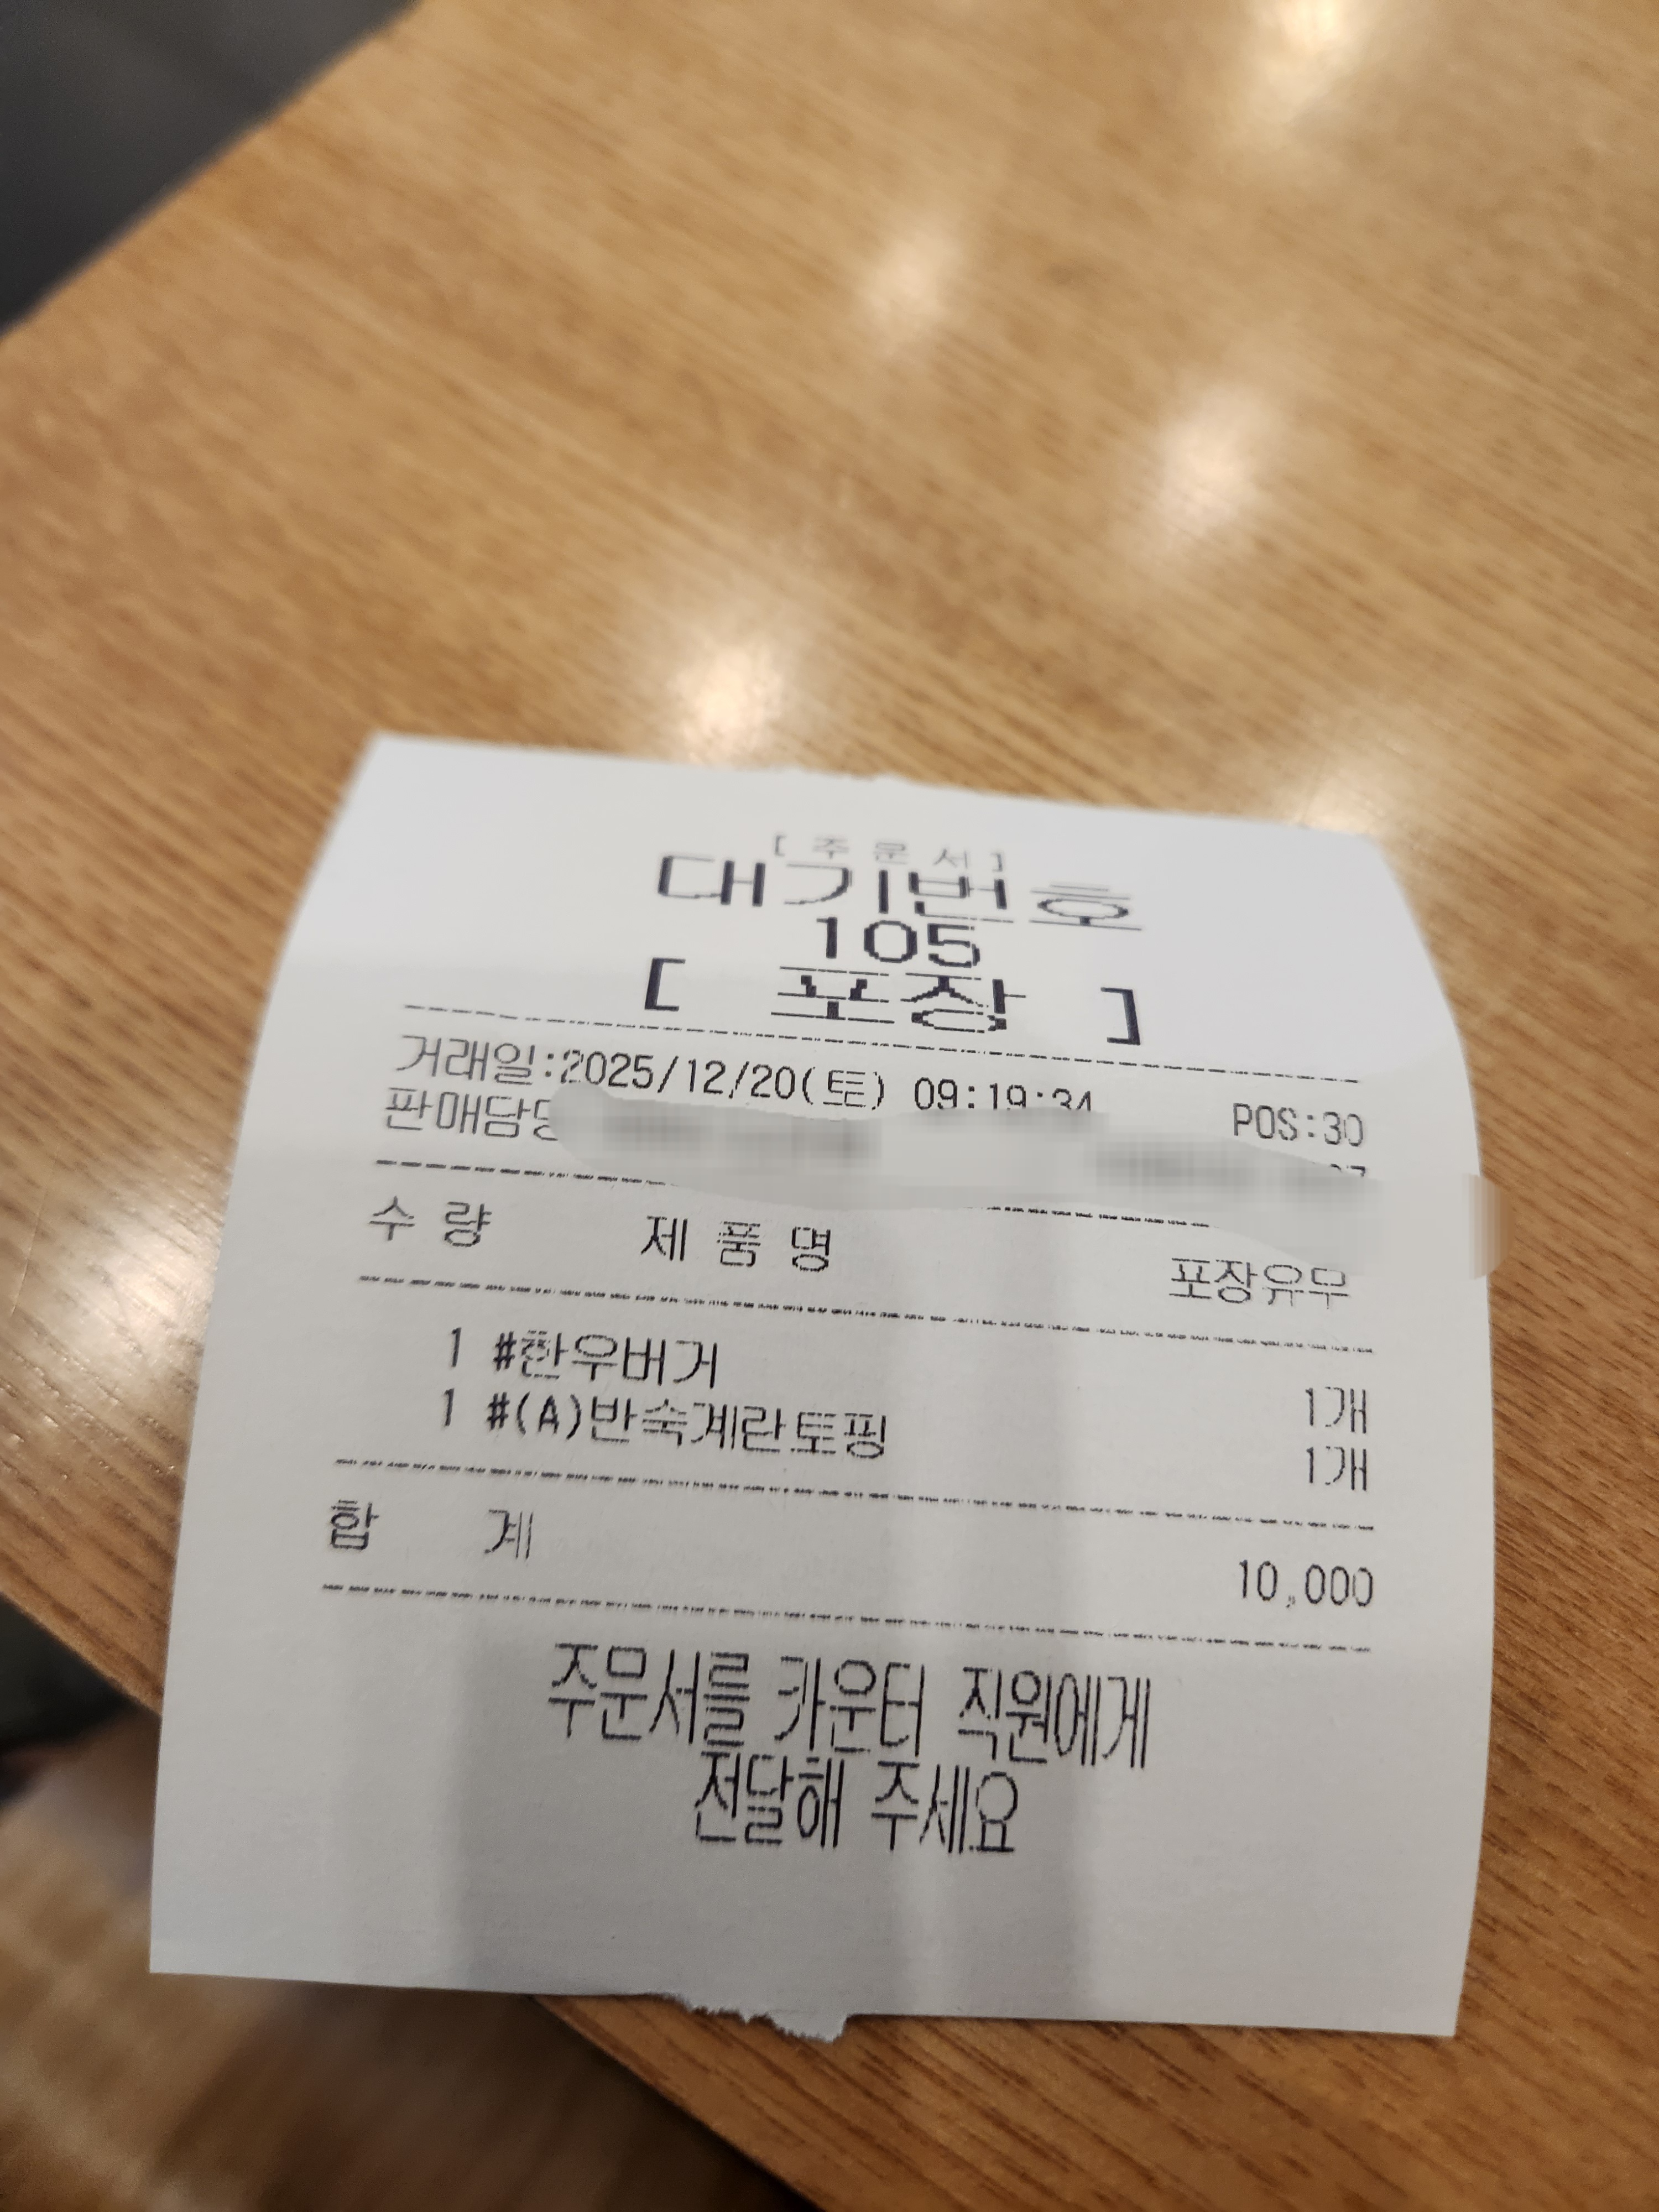 [ 주 문 서 ]
대기번호
105
[ 포장 ]
거래일:2025/12/20(토) 09:19:34 POS:30
수 량 제 품 명 포장유무
1 #한우버거 1개
1 #(A)반숙계란토핑 1개
합 계 10,000
주문서를 카운터 직원에게
전달해 주세요